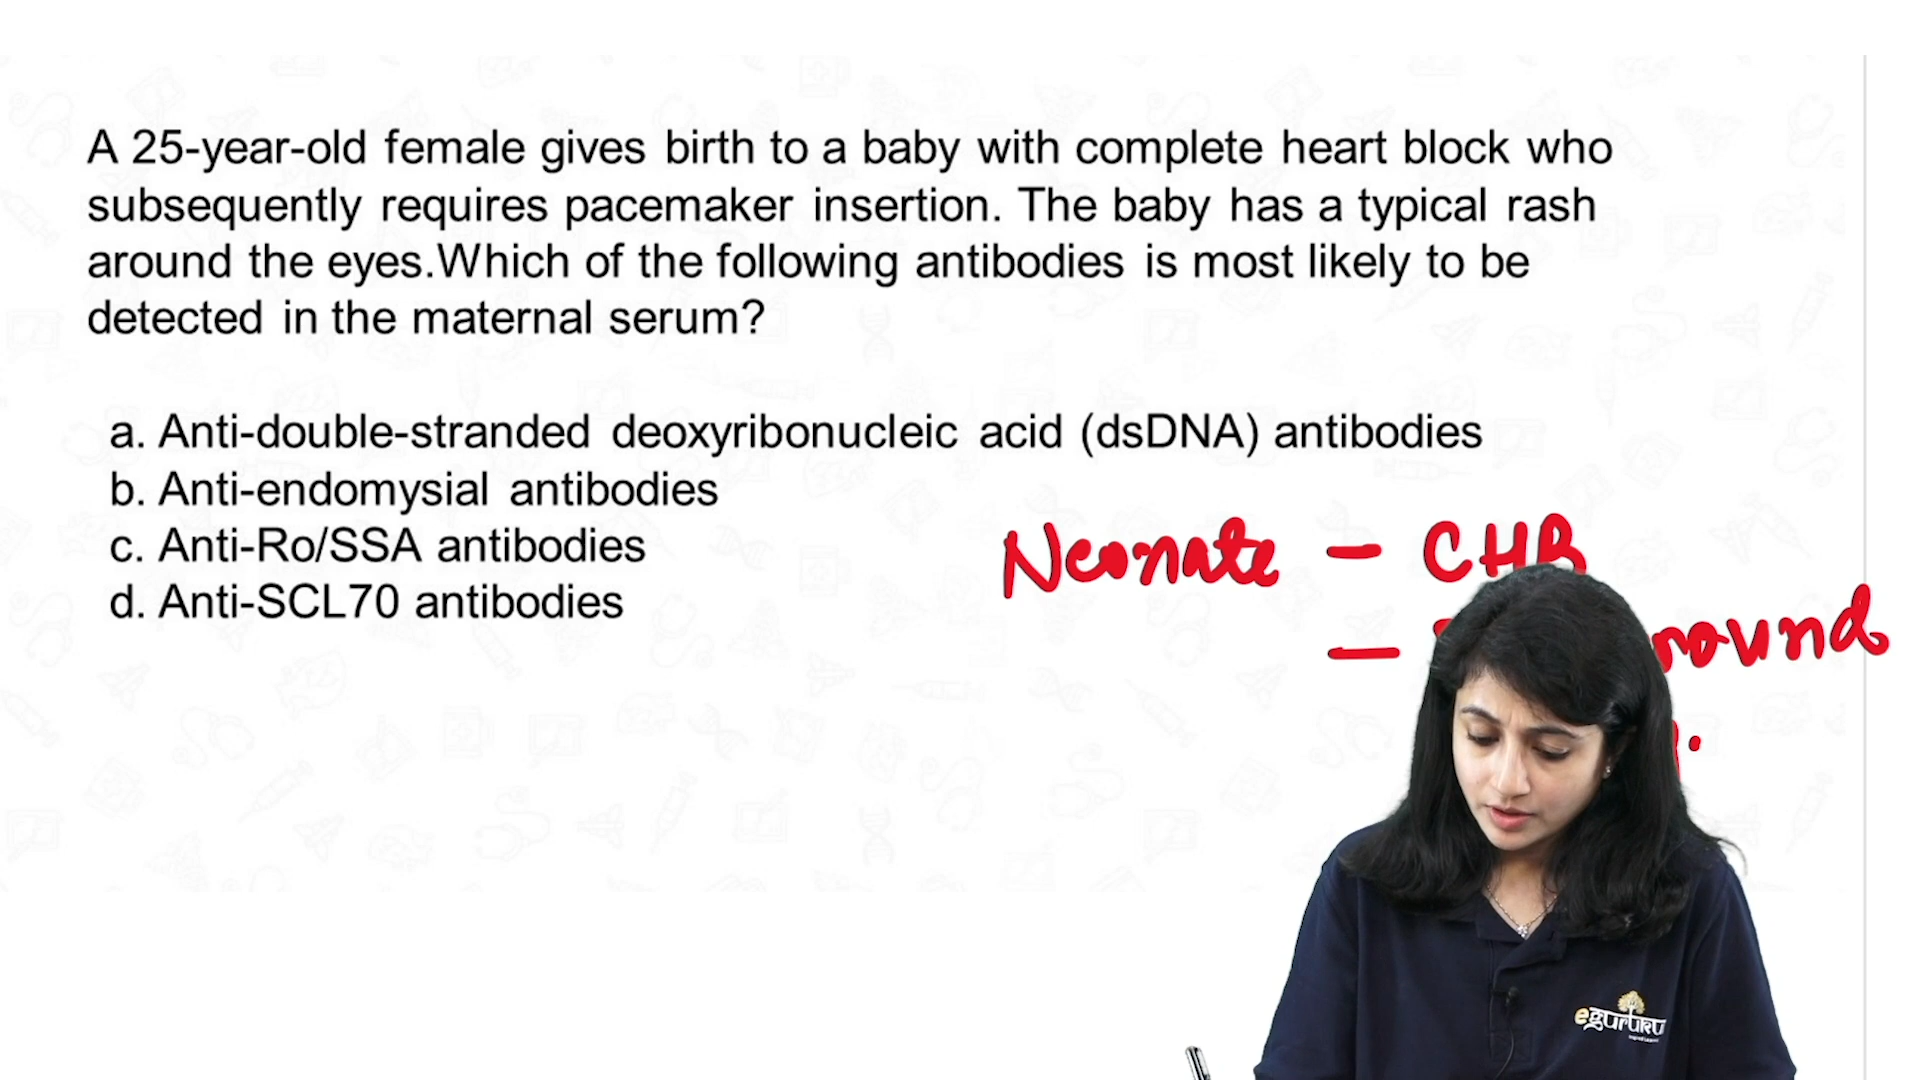 A 25-year-old female gives birth to a baby with complete heart block who
subsequently requires pacemaker insertion. The baby has a typical rash
around the eyes.Which of the following antibodies is most likely to be
detected in the maternal serum?
a. Anti-double-stranded deoxyribonucleic acid (dsDNA) antibodies
b. Anti-endomysial antibodies
c. Anti-Ro/SSA antibodies
d. Anti-SCL70 antibodies
Neonate – CHB
–
eguruku